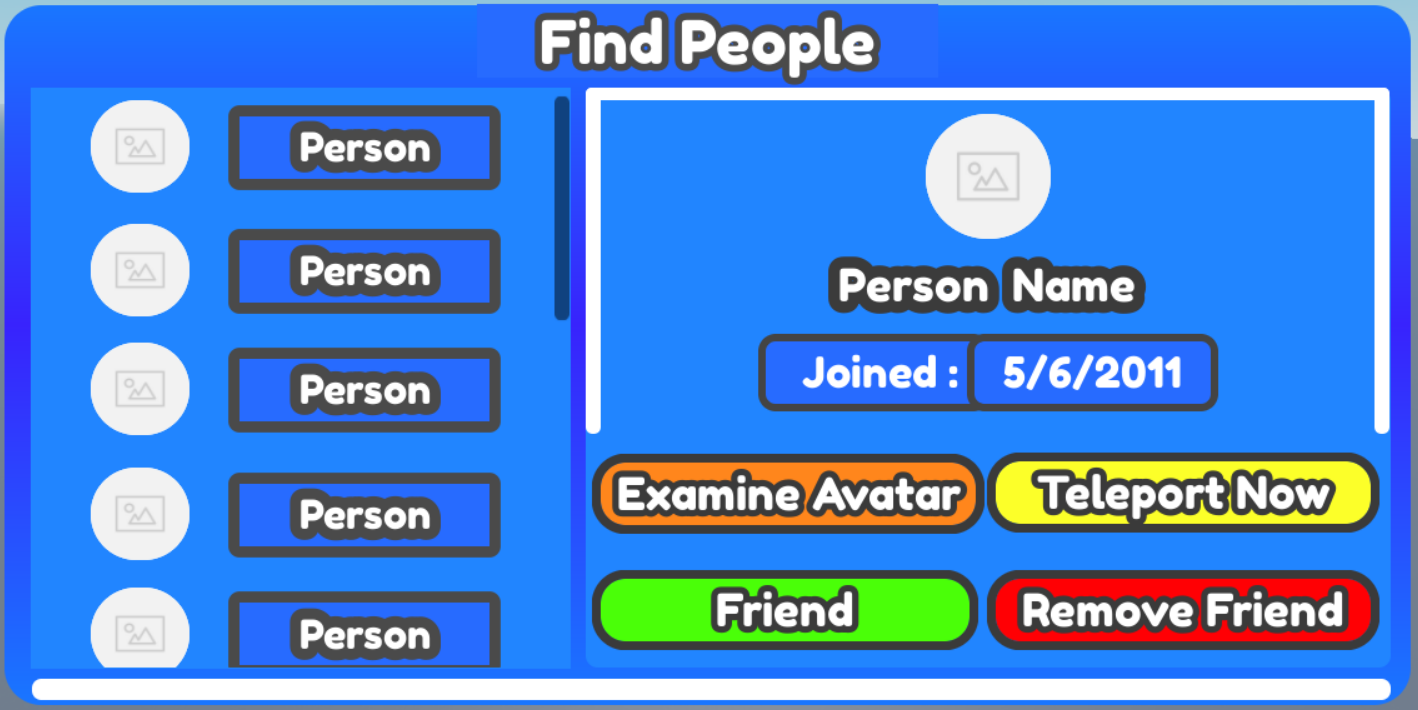 Find People
Person
Person
Person
Person
Person
Person Name
Joined : 5/6/2011
Examine Avatar
Teleport Now
Friend
Remove Friend